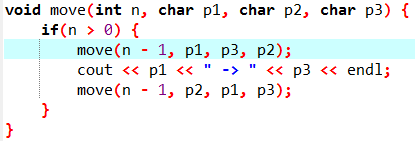 void move(int n, char p1, char p2, char p3) {
    if(n > 0) {
        move(n - 1, p1, p3, p2);
        cout << p1 << " -> " << p3 << endl;
        move(n - 1, p2, p1, p3);
    }
}